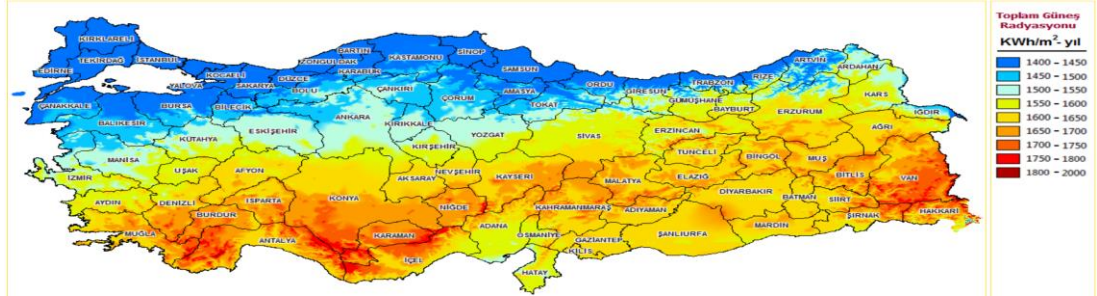 Toplam Güneş
Radyasyonu
KWh/m²- yıl
1400 - 1450
1450 - 1500
1500 - 1550
1550 - 1600
1600 - 1650
1650 - 1700
1700 - 1750
1750 - 1800
1800 - 2000
KIRKLARELİ
TEKİRDAĞ
İSTANBUL
EDİRNE
KOCAELİ
YALOVA
SAKARYA
DÜZCE
BOLU
ZONGULDAK
BARTIN
KARABÜK
KASTAMONU
SİNOP
SAMSUN
ORDU
GİRESUN
TRABZON
RİZE
ARTVİN
ARDAHAN
ÇANAKKALE
BURSA
BİLECİK
ÇANKIRI
ÇORUM
AMASYA
TOKAT
GÜMÜŞHANE
BAYBURT
ERZURUM
KARS
IĞDIR
BALIKESİR
KÜTAHYA
ESKİŞEHİR
ANKARA
KIRIKKALE
YOZGAT
SİVAS
ERZİNCAN
AĞRI
MANİSA
UŞAK
AFYON
KIRŞEHİR
NEVŞEHİR
KAYSERİ
MALATYA
TUNCELİ
ELAZIĞ
BİNGÖL
MUŞ
BİTLİS
VAN
İZMİR
AYDIN
DENİZLİ
BURDUR
ISPARTA
KONYA
AKSARAY
NİĞDE
KAHRAMANMARAŞ
ADIYAMAN
DİYARBAKIR
BATMAN
SİİRT
ŞIRNAK
HAKKARİ
MUĞLA
ANTALYA
KARAMAN
İÇEL
ADANA
OSMANİYE
GAZİANTEP
KİLİS
ŞANLIURFA
MARDİN
HATAY